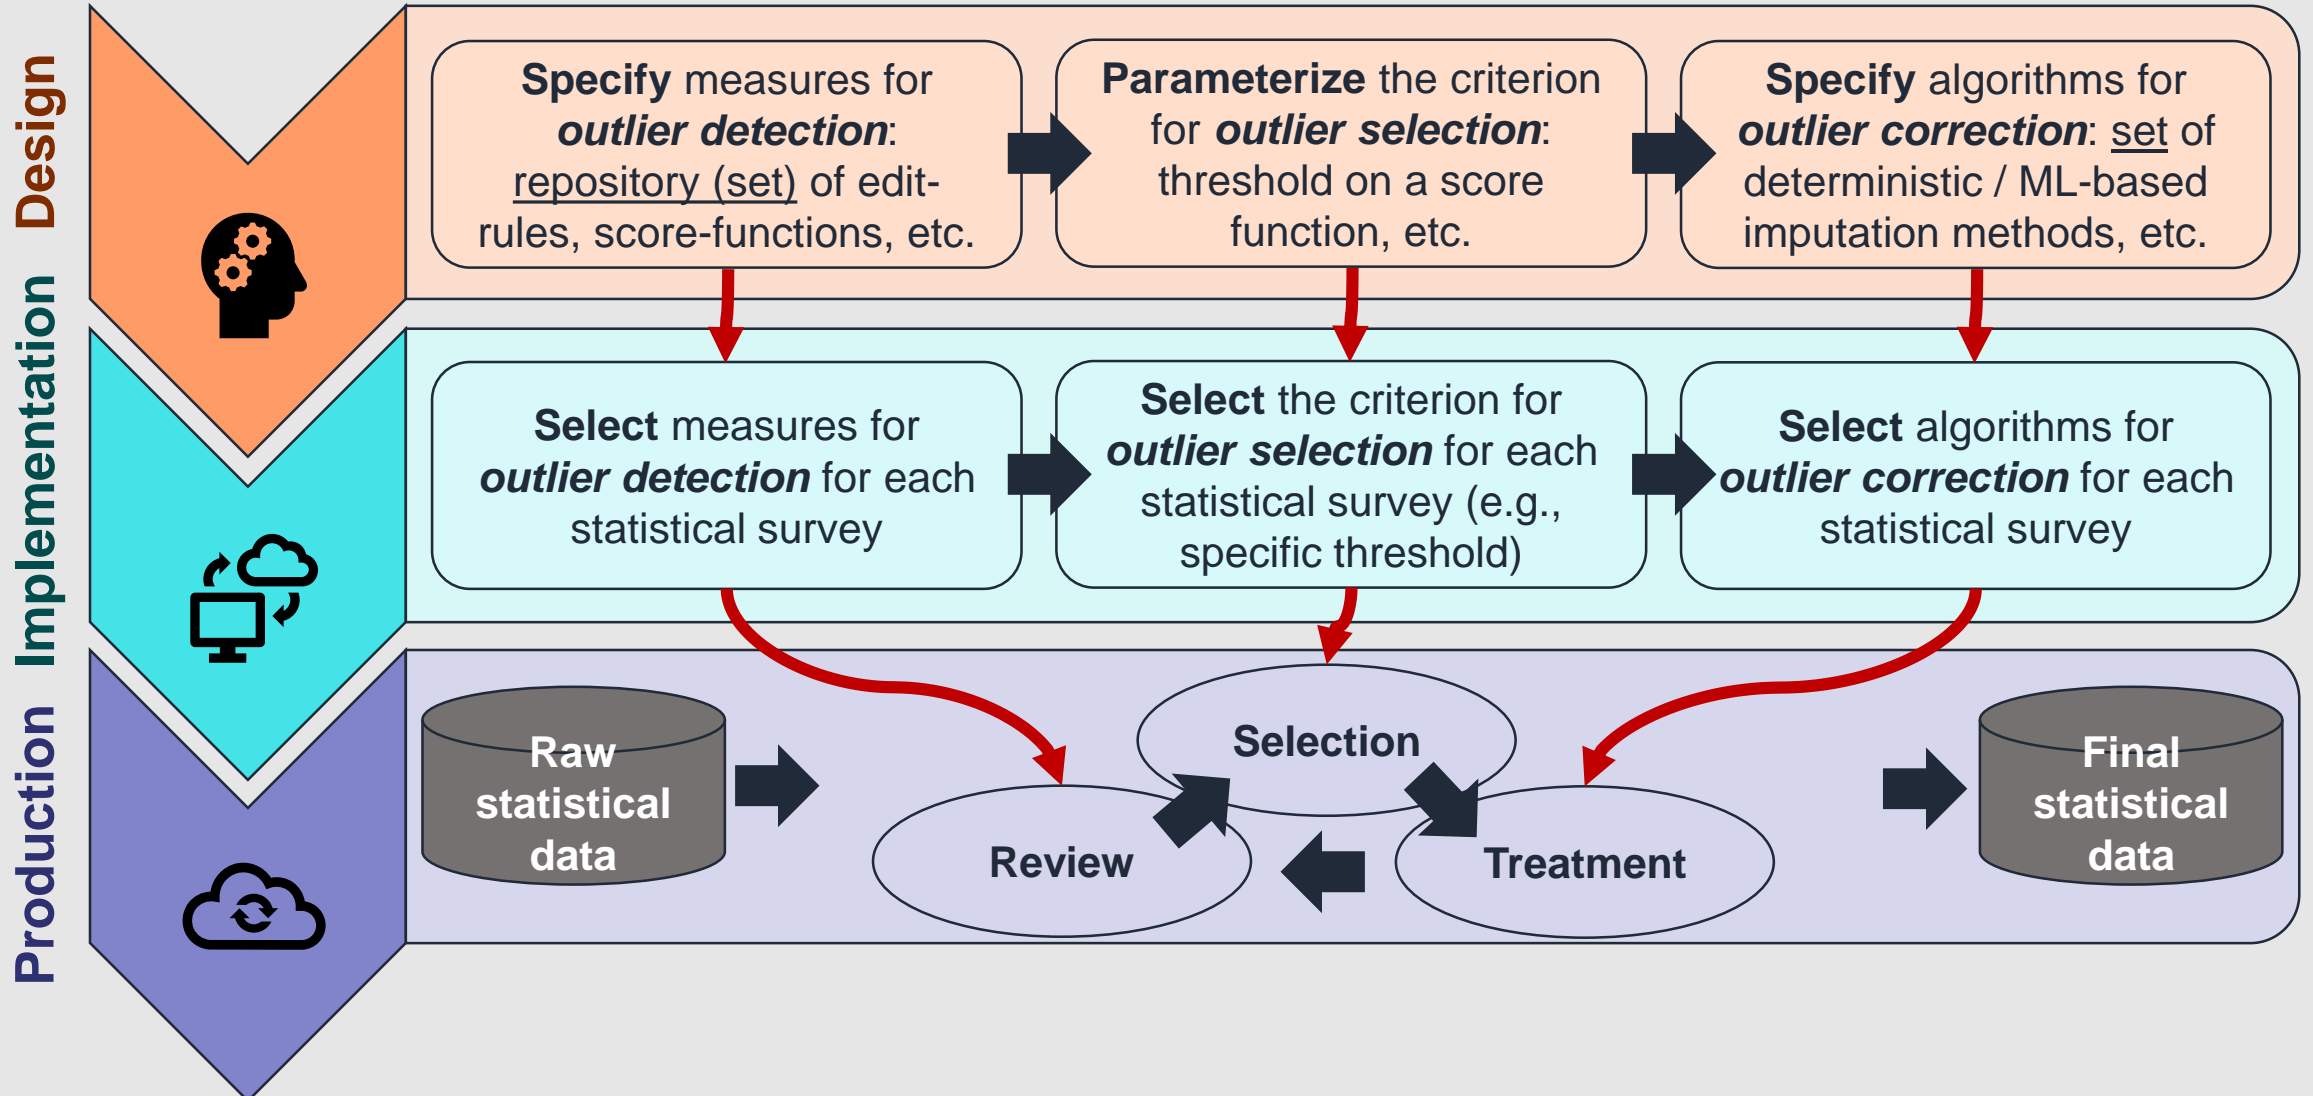 Design
Specify measures for
outlier detection:
repository (set) of edit-
rules, score-functions, etc.
Parameterize the criterion
for outlier selection:
threshold on a score
function, etc.
Specify algorithms for
outlier correction: set of
deterministic / ML-based
imputation methods, etc.
Implementation
Select measures for
outlier detection for each
statistical survey
Select the criterion for
outlier selection for each
statistical survey (e.g.,
specific threshold)
Select algorithms for
outlier correction for each
statistical survey
Production
Raw
statistical
data
Selection
Review
Treatment
Final
statistical
data